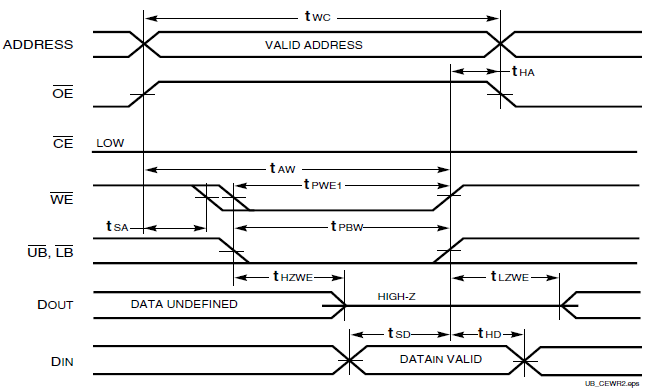 tWC
ADDRESS VALID ADDRESS
tHA
OE
CE LOW
tAW
tPWE1
WE
tSA tPBW
UB, LB
tHZWE tLZWE
DOUT DATA UNDEFINED HIGH-Z
tSD tHD
DIN DATAIN VALID
UB_CEWR2.eps